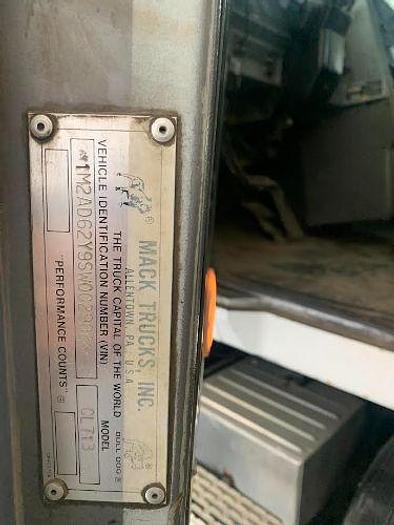 MACK TRUCKS INC.
ALLENTOWN, PA. U.S.A.
THE TRUCK CAPITAL OF THE WORLD BULL DOG ®
VEHICLE IDENTIFICATION NUMBER (VIN) MODEL
CL713
"PERFORMANCE COUNTS"